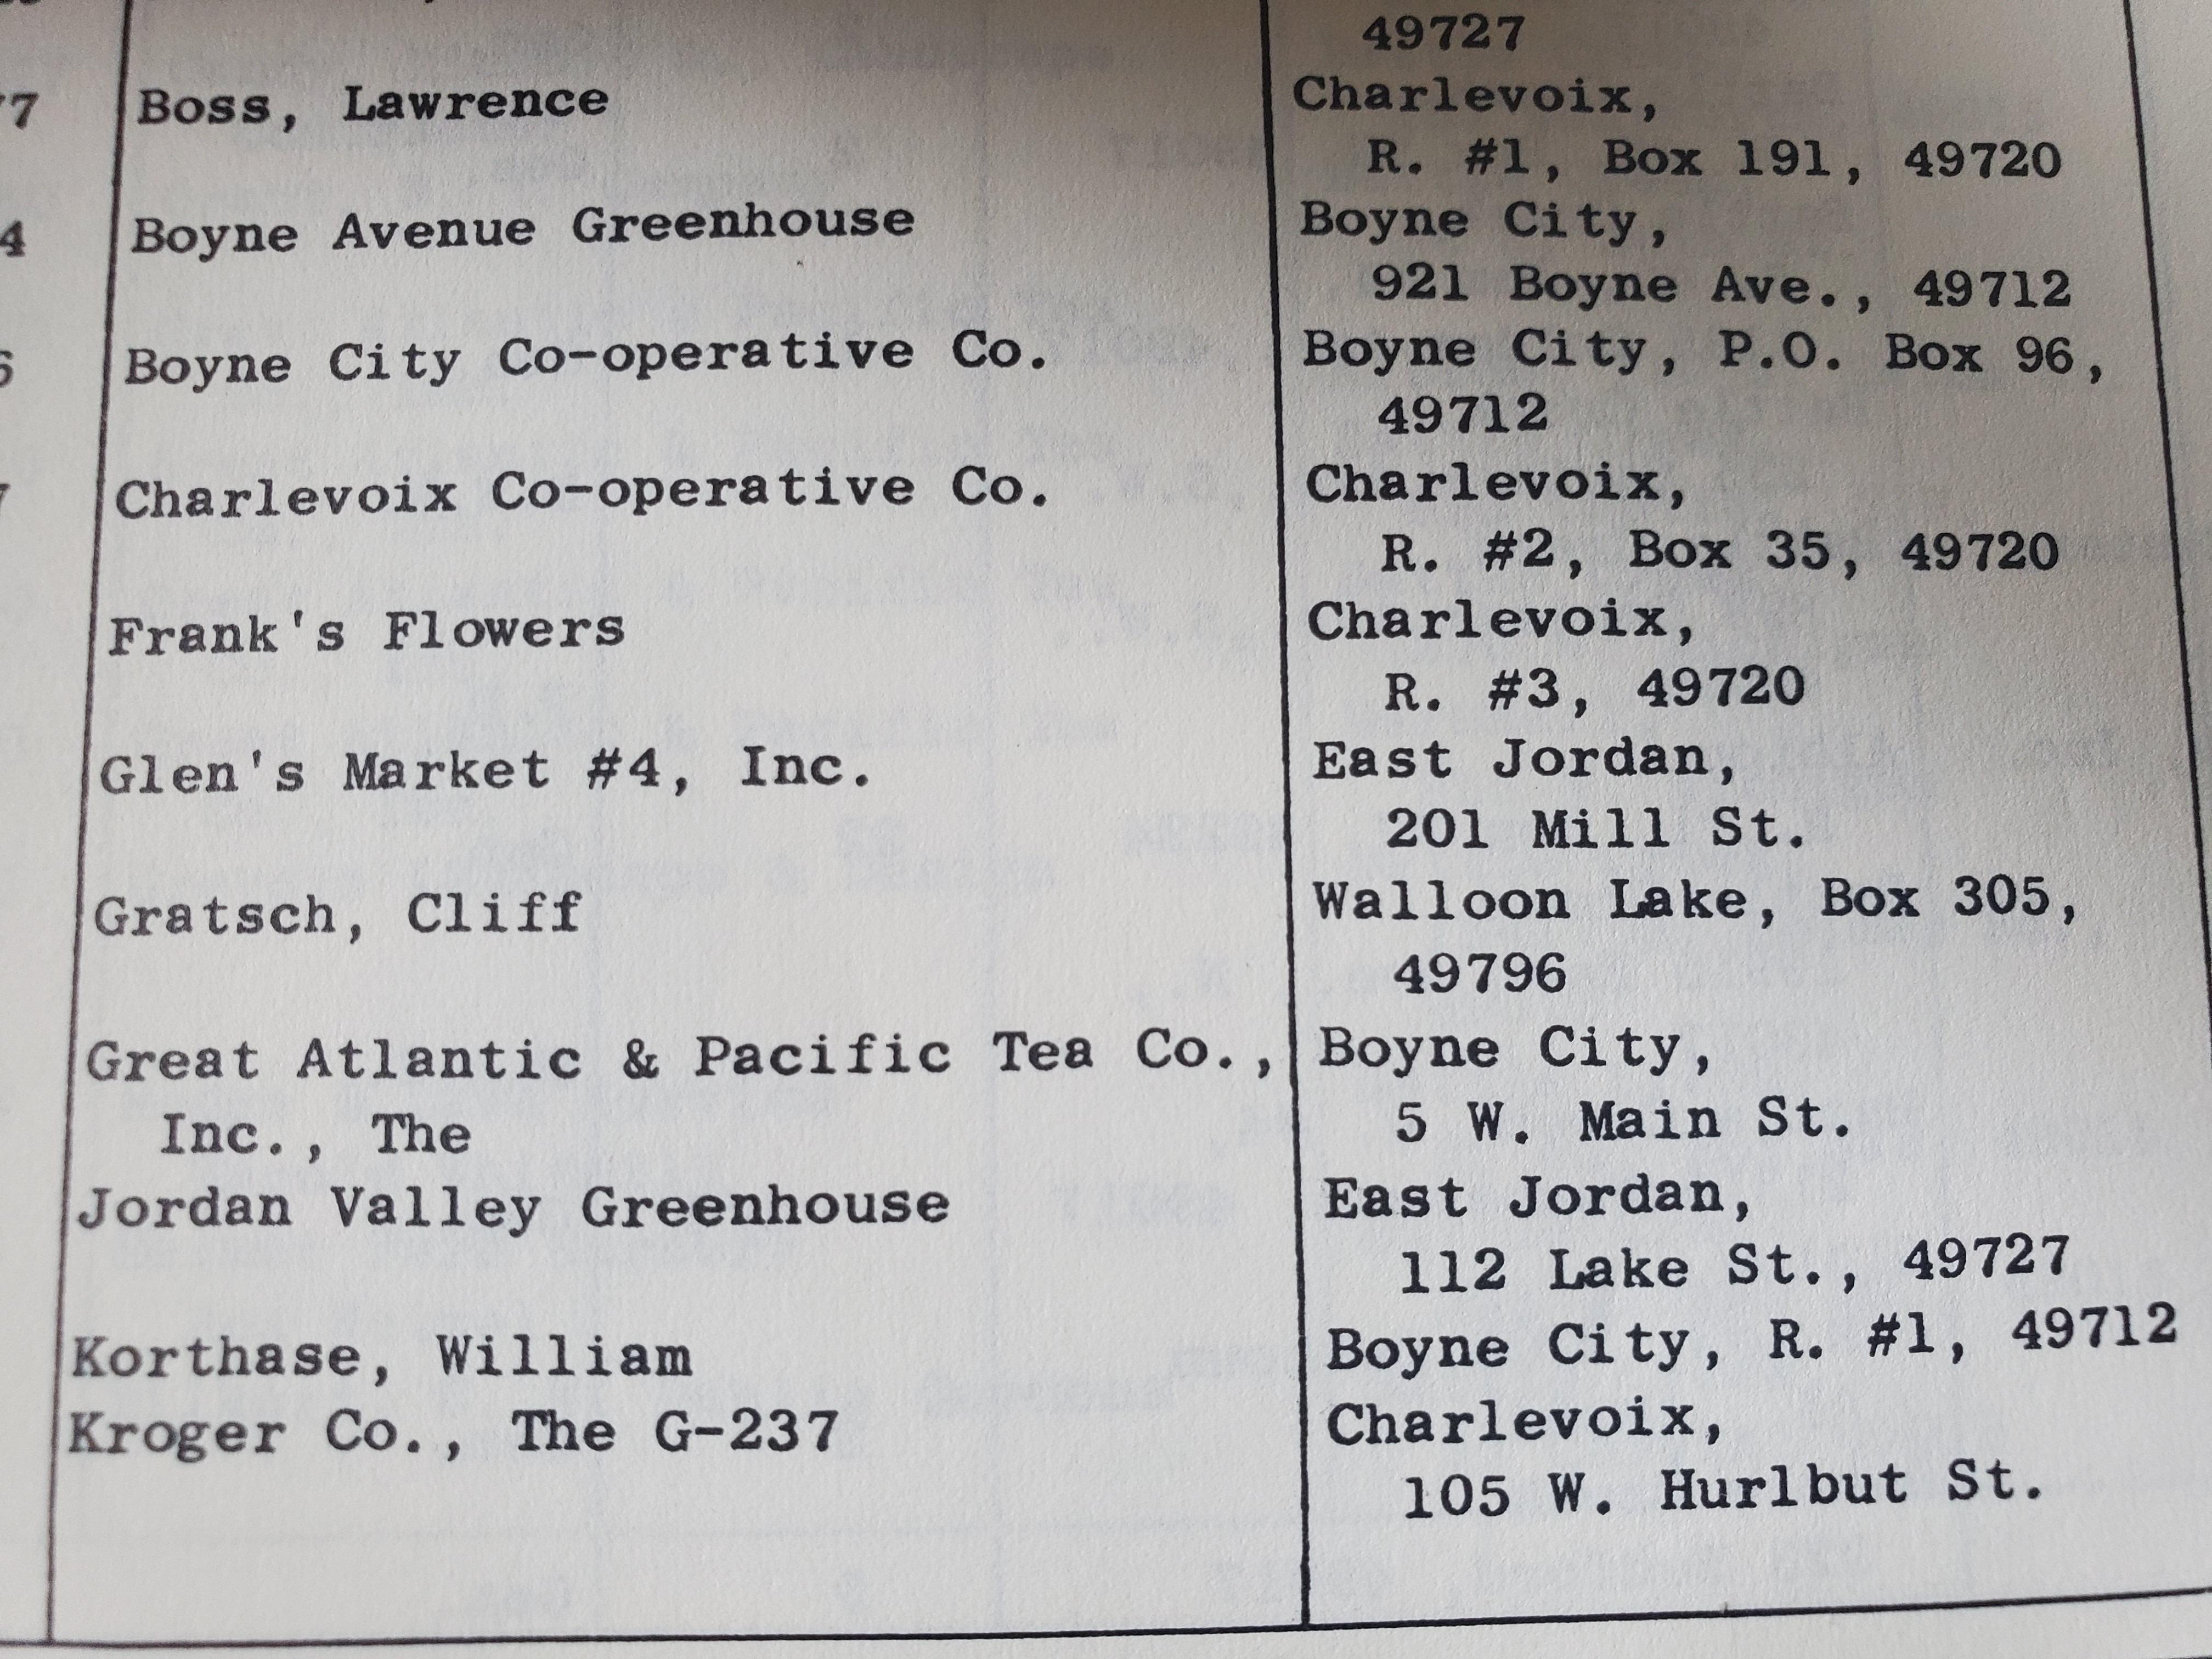 49727
7 Boss, Lawrence Charlevoix,
R. #1, Box 191, 49720
4 Boyne Avenue Greenhouse Boyne City,
921 Boyne Ave., 49712
Boyne City Co-operative Co. Boyne City, P.O. Box 96,
49712
Charlevoix Co-operative Co. Charlevoix,
R. #2, Box 35, 49720
Frank's Flowers Charlevoix,
R. #3, 49720
Glen's Market #4, Inc. East Jordan,
201 Mill St.
Gratsch, Cliff Walloon Lake, Box 305,
49796
Great Atlantic & Pacific Tea Co., Boyne City,
Inc., The 5 W. Main St.
Jordan Valley Greenhouse East Jordan,
112 Lake St., 49727
Korthase, William Boyne City, R. #1, 49712
Kroger Co., The G-237 Charlevoix,
105 W. Hurlbut St.